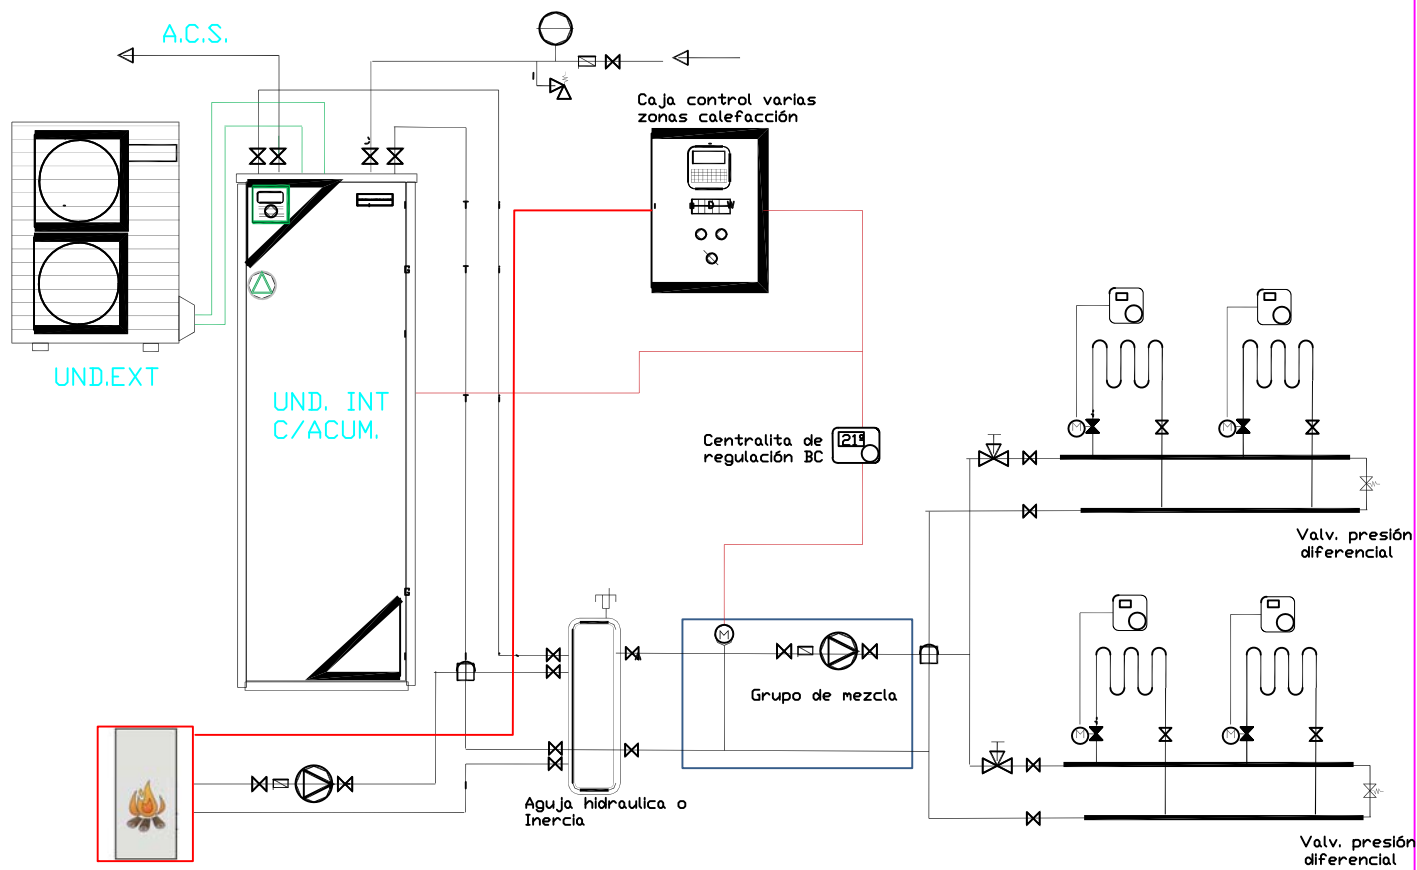 A.C.S.
Caja control varias
zonas calefacción
UND.EXT
UND. INT
C/ACUM.
Centralita de
regulación BC
21º
M
M
Valv. presión
diferencial
M
Grupo de mezcla
M
M
Aguja hidraulica o
Inercia
Valv. presión
diferencial